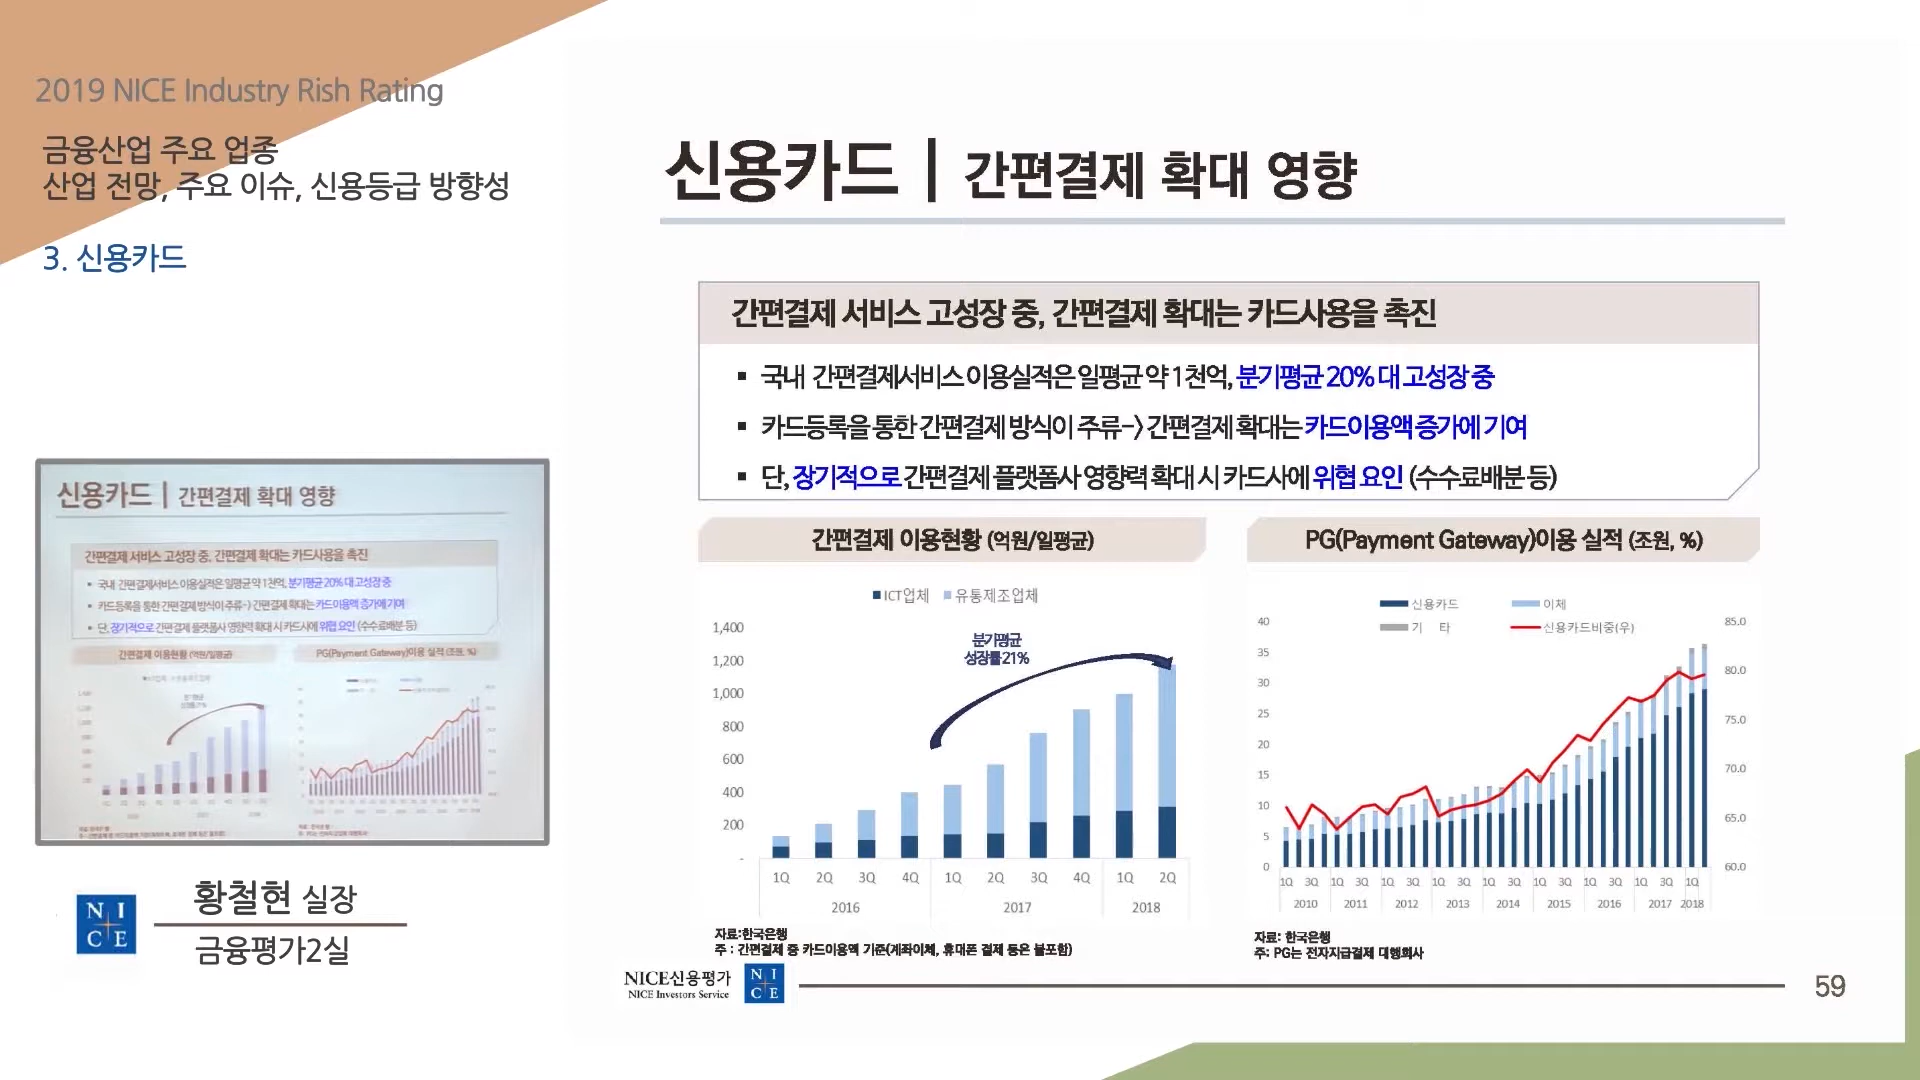 2019 NICE Industry Rish Rating
금융산업 주요 업종
산업 전망, 주요 이슈, 신용등급 방향성
3. 신용카드
신용카드 | 간편결제 확대 영향
간편결제 서비스 고성장 중, 간편결제 확대는 카드사용을 촉진
▪ 국내 간편결제서비스 이용실적은 일평균 약 1천억, 분기평균 20% 대 고성장 중
▪ 카드등록을 통한 간편결제 방식이 주류-> 간편결제 확대는 카드이용액 증가에 기여
▪ 단, 장기적으로 간편결제 플랫폼사 영향력 확대 시 카드사에 위협 요인 (수수료배분 등)
간편결제 이용현황 (억원/일평균)
ICT업체 유통제조업체
분기평균
성장률21%
1,400
1,200
1,000
800
600
400
200
-
1Q 2Q 3Q 4Q 1Q 2Q 3Q 4Q 1Q 2Q
2016 2017 2018
자료:한국은행
주 : 간편결제 중 카드이용액 기준(계좌이체, 휴대폰 결제 등은 불포함)
PG(Payment Gateway)이용 실적 (조원, %)
신용카드 이체
기 타 신용카드비중(우)
40 85.0
35
30 80.0
25 75.0
20
15 70.0
10 65.0
5
0 60.0
1Q 3Q 1Q 3Q 1Q 3Q 1Q 3Q 1Q 3Q 1Q 3Q 1Q 3Q 1Q 3Q 1Q
2010 2011 2012 2013 2014 2015 2016 2017 2018
자료: 한국은행
주: PG는 전자지급결제 대행회사
NICE신용평가
NICE Investors Service
NI
CE
59
신용카드 | 간편결제 확대 영향
간편결제 서비스 고성장 중, 간편결제 확대는 카드사용을 촉진
▪ 국내 간편결제서비스 이용실적은 일평균 약 1천억, 분기평균 20% 대 고성장 중
▪ 카드등록을 통한 간편결제 방식이 주류-> 간편결제 확대는 카드이용액 증가에 기여
▪ 단, 장기적으로 간편결제 플랫폼사 영향력 확대 시 카드사에 위협 요인 (수수료배분 등)
간편결제 이용현황 (억원/일평균)
PG(Payment Gateway)이용 실적 (조원, %)
NI
CE
황철현 실장
금융평가2실